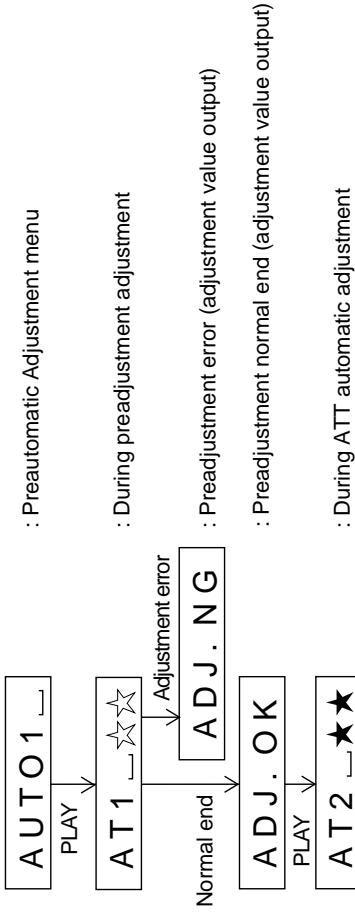 AUTO1␣ : Preautomatic Adjustment menu
PLAY
AT1␣☆☆ : During preadjustment adjustment
Adjustment error
ADJ. NG : Preadjustment error (adjustment value output)
Normal end
ADJ. OK : Preadjustment normal end (adjustment value output)
PLAY
AT2␣★★ : During ATT automatic adjustment